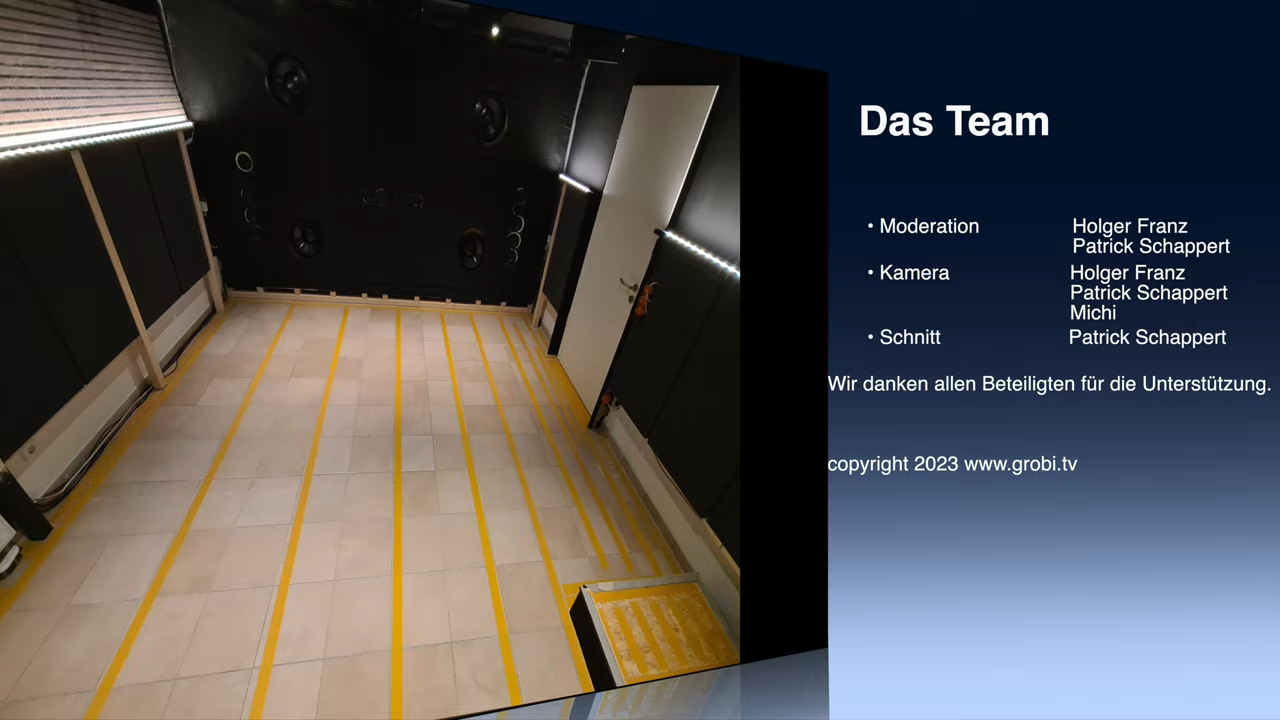 Das Team
• Moderation Holger Franz
Patrick Schappert
• Kamera Holger Franz
Patrick Schappert
Michi
• Schnitt Patrick Schappert
Wir danken allen Beteiligten für die Unterstützung.
copyright 2023 www.grobi.tv